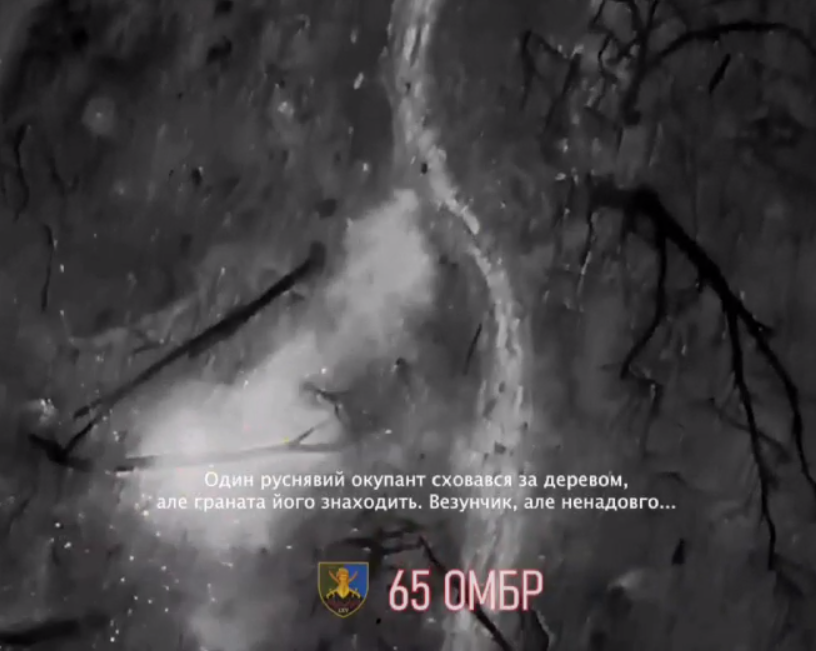 Один руснявий окупант сховався за деревом,
але граната його знаходить. Везунчик, але ненадовго...
65 ОМБР